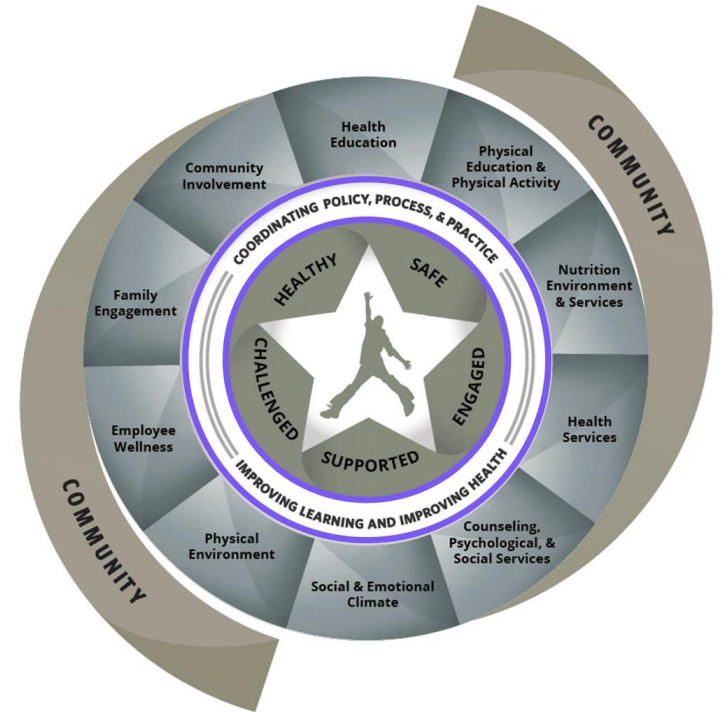 COMMUNITY
Health
Education
Physical
Education &
Physical Activity
Nutrition
Environment
& Services
Health
Services
Counseling,
Psychological, &
Social Services
Social & Emotional
Climate
Physical
Environment
Employee
Wellness
Family
Engagement
Community
Involvement
COORDINATING POLICY, PROCESS, & PRACTICE
IMPROVING LEARNING AND IMPROVING HEALTH
HEALTHY
SAFE
ENGAGED
SUPPORTED
CHALLENGED
COMMUNITY